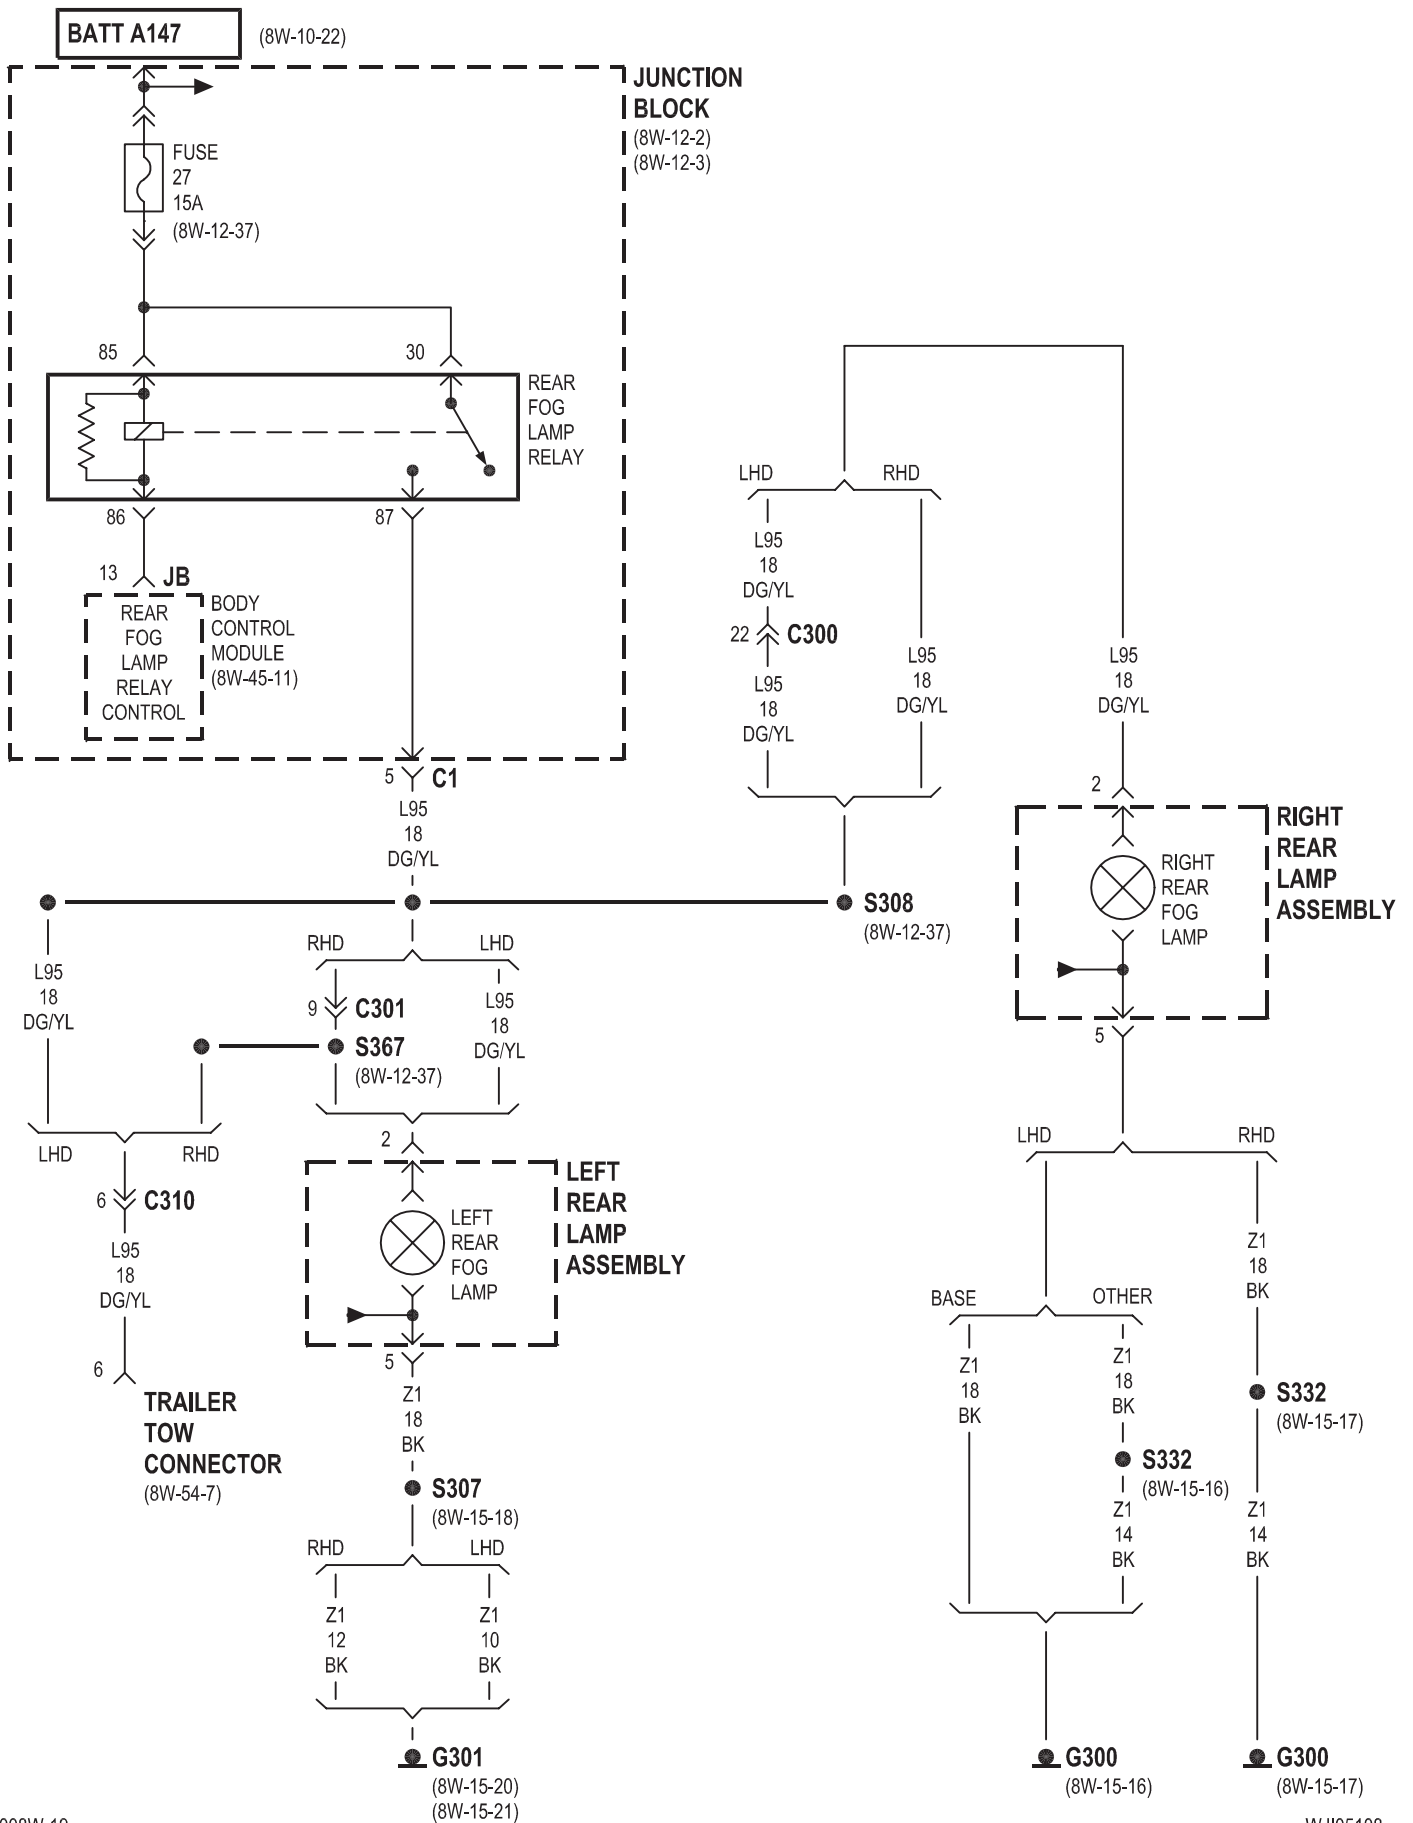 BATT A147
(8W-10-22)
JUNCTION
BLOCK
(8W-12-2)
(8W-12-3)
FUSE
27
15A
(8W-12-37)
85
30
REAR
FOG
LAMP
RELAY
86
87
13
JB
REAR
FOG
LAMP
RELAY
CONTROL
BODY
CONTROL
MODULE
(8W-45-11)
5
C1
L95
18
DG/YL
LHD
RHD
L95
18
DG/YL
22
C300
L95
18
DG/YL
L95
18
DG/YL
L95
18
DG/YL
2
RIGHT
REAR
FOG
LAMP
RIGHT
REAR
LAMP
ASSEMBLY
5
S308
(8W-12-37)
L95
18
DG/YL
RHD
LHD
9
C301
L95
18
DG/YL
S367
(8W-12-37)
LHD
RHD
6
C310
L95
18
DG/YL
6
TRAILER
TOW
CONNECTOR
(8W-54-7)
2
LEFT
REAR
FOG
LAMP
LEFT
REAR
LAMP
ASSEMBLY
5
Z1
18
BK
S307
(8W-15-18)
RHD
LHD
Z1
12
BK
Z1
10
BK
G301
(8W-15-20)
(8W-15-21)
LHD
RHD
BASE
OTHER
Z1
18
BK
Z1
18
BK
S332
(8W-15-16)
Z1
14
BK
G300
(8W-15-16)
Z1
18
BK
S332
(8W-15-17)
Z1
14
BK
G300
(8W-15-17)